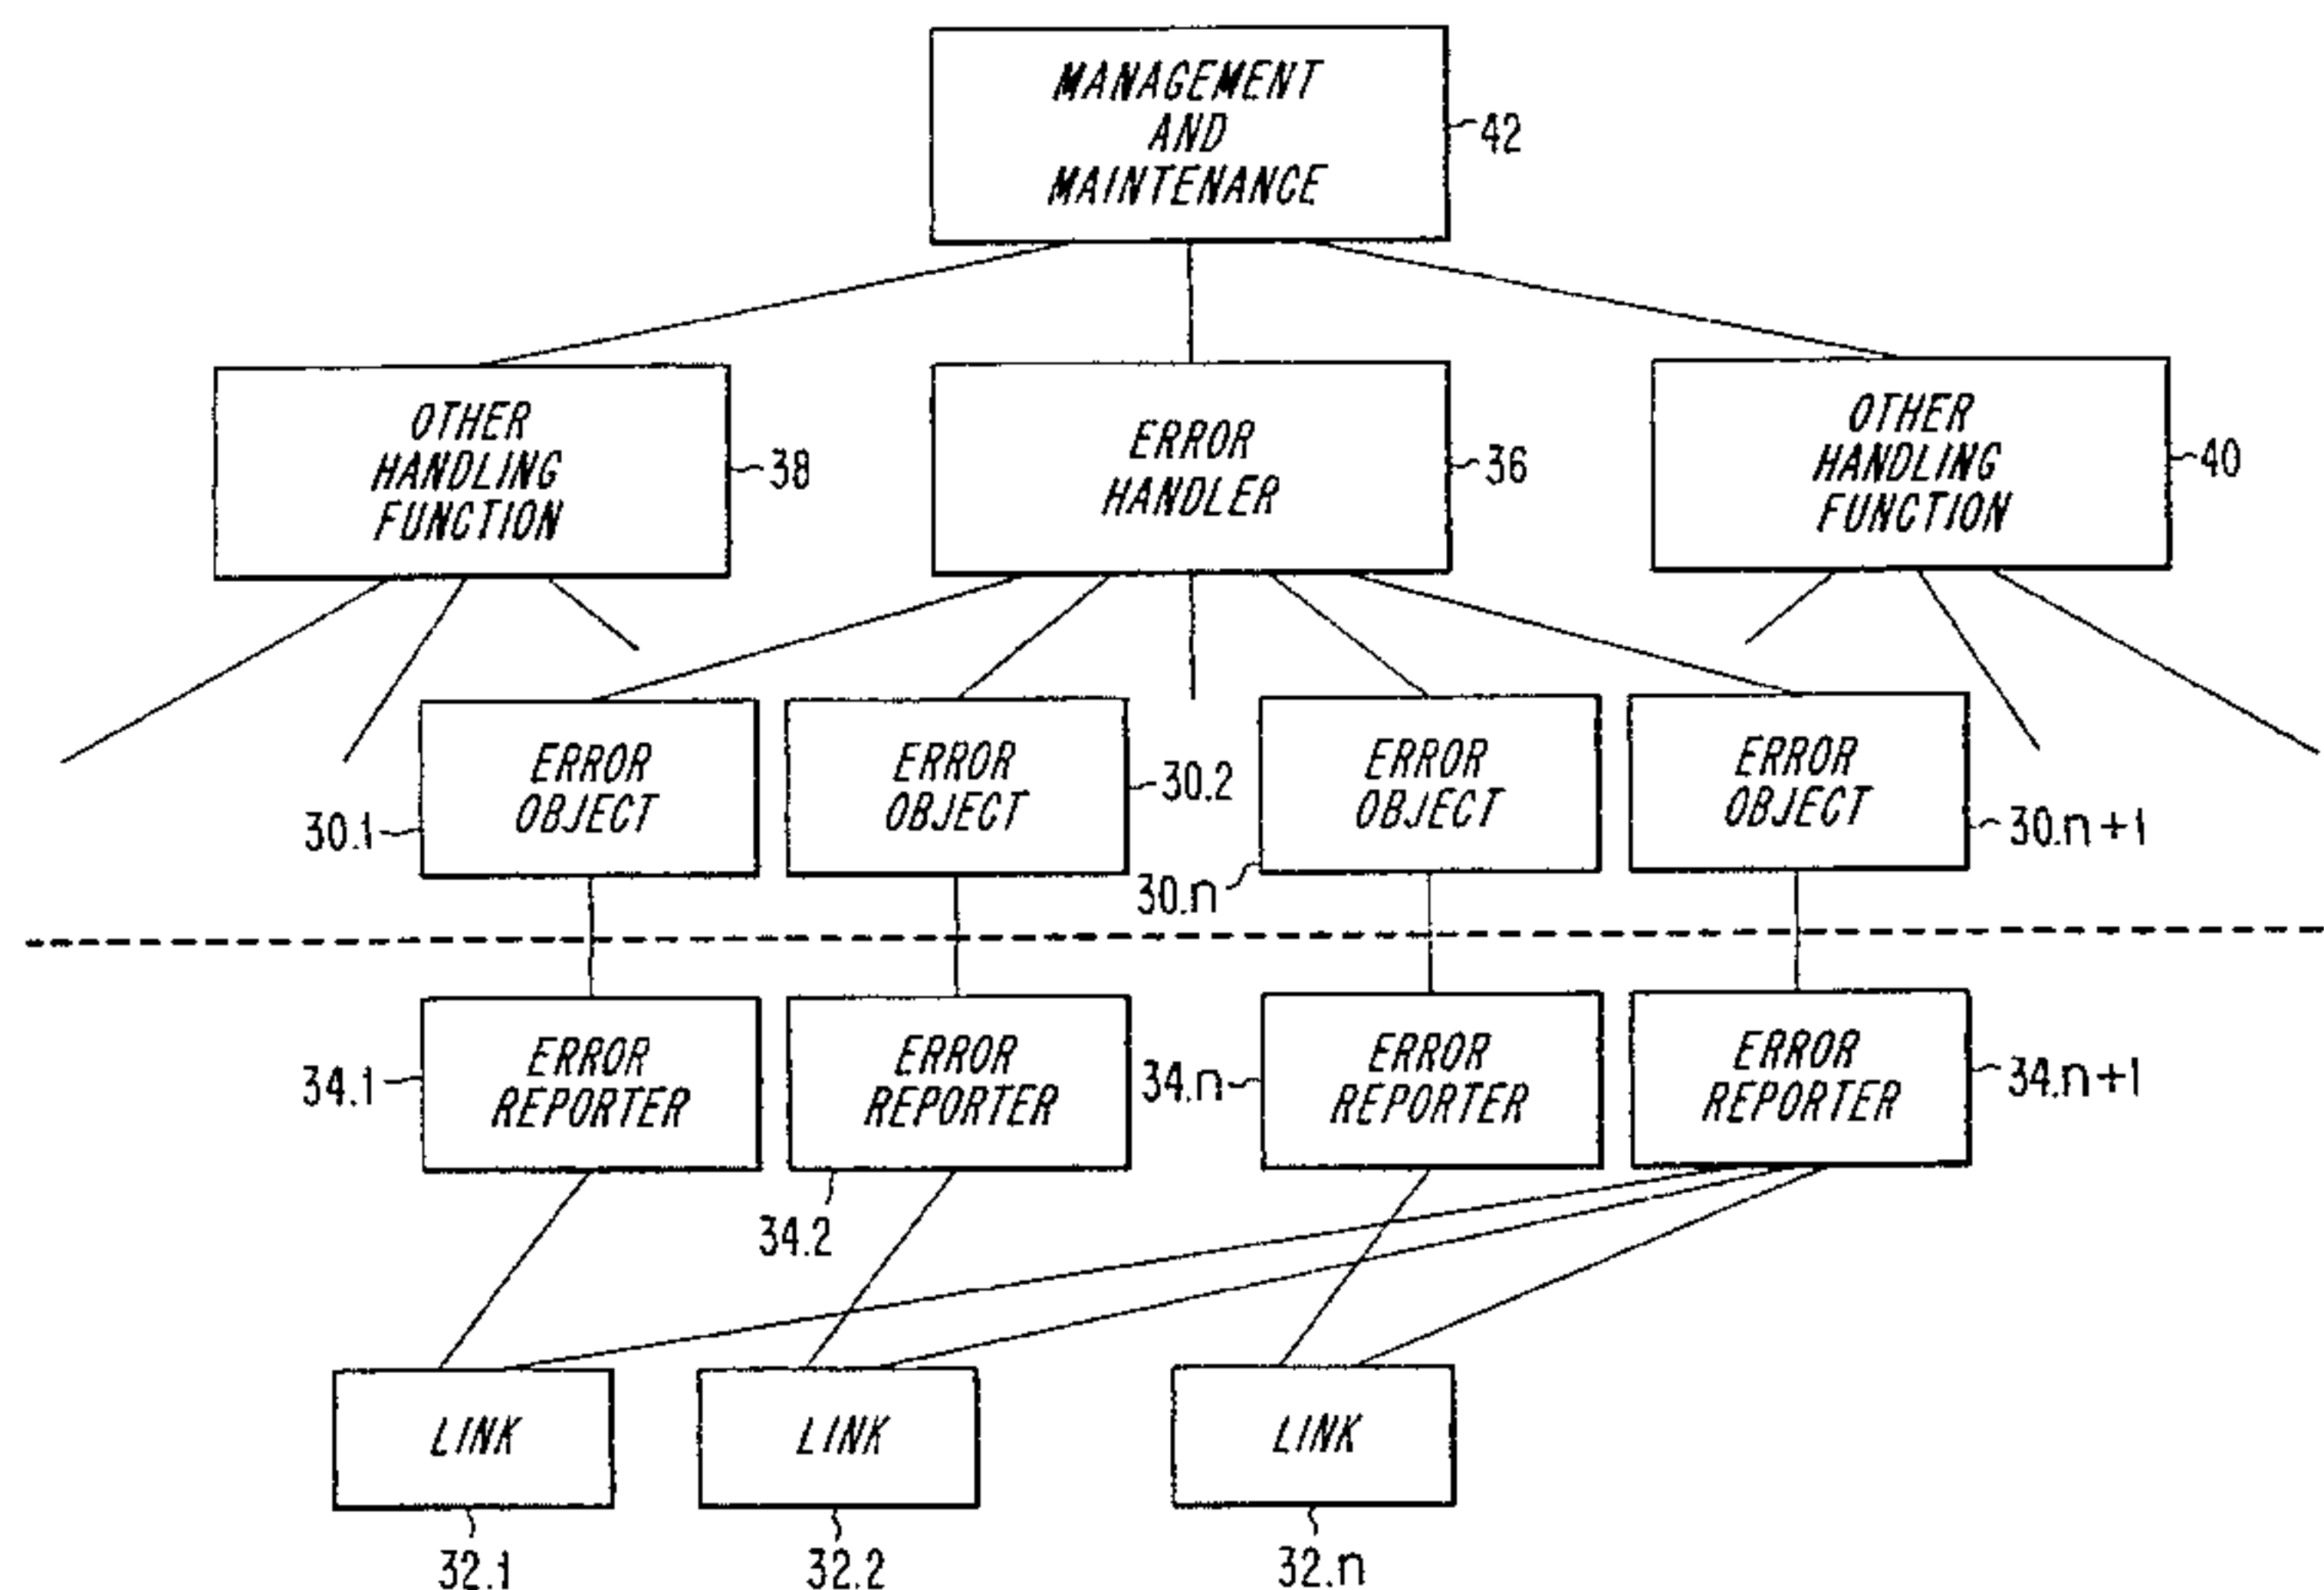 MANAGEMENT
AND
MAINTENANCE
42
OTHER
HANDLING
FUNCTION
38
ERROR
HANDLER
36
OTHER
HANDLING
FUNCTION
40
ERROR
OBJECT
30.1
ERROR
OBJECT
30.2
ERROR
OBJECT
30.n
ERROR
OBJECT
30.n+1
ERROR
REPORTER
34.1
ERROR
REPORTER
34.2
ERROR
REPORTER
34.n
ERROR
REPORTER
34.n+1
LINK
32.1
LINK
32.2
LINK
32.n